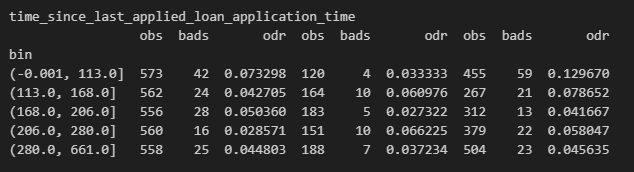 time_since_last_applied_loan_application_time
obs bads odr obs bads odr obs bads odr
bin
(-0.001, 113.0] 573 42 0.073298 120 4 0.033333 455 59 0.129670
(113.0, 168.0] 562 24 0.042705 164 10 0.060976 267 21 0.078652
(168.0, 206.0] 556 28 0.050360 183 5 0.027322 312 13 0.041667
(206.0, 280.0] 560 16 0.028571 151 10 0.066225 379 22 0.058047
(280.0, 661.0] 558 25 0.044803 188 7 0.037234 504 23 0.045635